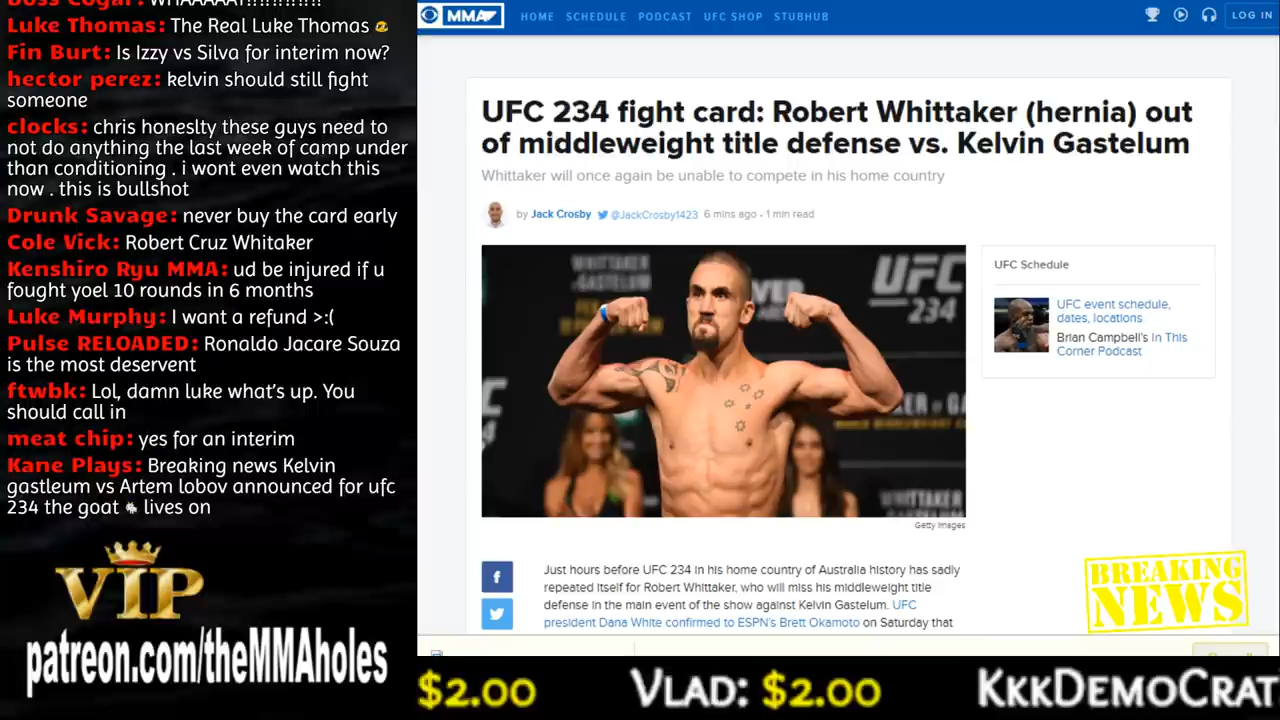 Boss Cogar: WHAAAAAT!!!!!!!!!!!
Luke Thomas: The Real Luke Thomas
Fin Burt: Is Izzy vs Silva for interim now?
hector perez: kelvin should still fight
someone
clocks: chris honeslty these guys need to
not do anything the last week of camp under
than conditioning . i wont even watch this
now . this is bullshot
Drunk Savage: never buy the card early
Cole Vick: Robert Cruz Whitaker
Kenshiro Ryu MMA: ud be injured if u
fought yoel 10 rounds in 6 months
Luke Murphy: I want a refund >:(
Pulse RELOADED: Ronaldo Jacare Souza
is the most deservent
ftwbk: Lol, damn luke what's up. You
should call in
meat chip: yes for an interim
Kane Plays: Breaking news Kelvin
gastleum vs Artem lobov announced for ufc
234 the goat lives on
VIP
patreon.com/theMMAholes
CBS MMA
HOME SCHEDULE PODCAST UFC SHOP STUBHUB
LOG IN
UFC 234 fight card: Robert Whittaker (hernia) out
of middleweight title defense vs. Kelvin Gastelum
Whittaker will once again be unable to compete in his home country
by Jack Crosby @JackCrosby1423 6 mins ago • 1 min read
WHITTAKER
GASTELUM
UFC
234
Getty Images
UFC Schedule
UFC event schedule,
dates, locations
Brian Campbell's In This
Corner Podcast
Just hours before UFC 234 in his home country of Australia history has sadly
repeated itself for Robert Whittaker, who will miss his middleweight title
defense in the main event of the show against Kelvin Gastelum. UFC
president Dana White confirmed to ESPN's Brett Okamoto on Saturday that
BREAKING
NEWS
$2.00 VLAD: $2.00 KKKDEMOCRAT